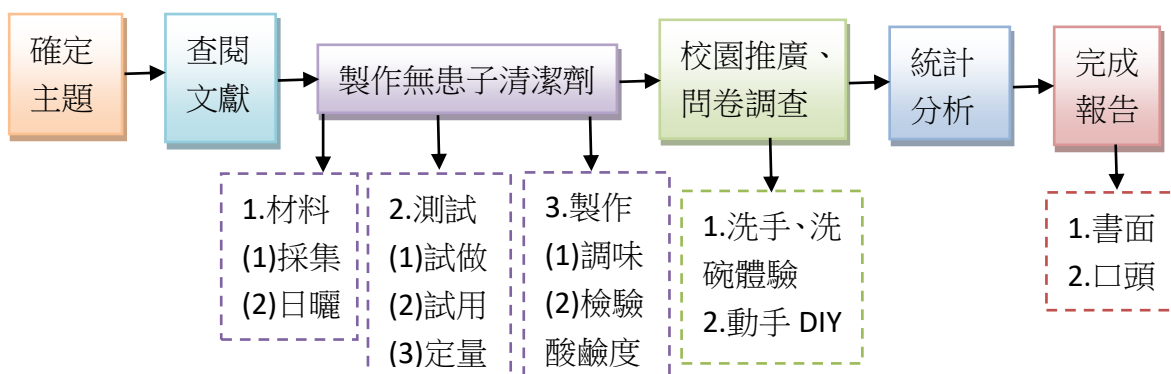 確定
主題
查閱
文獻
製作無患子清潔劑
校園推廣、
問卷調查
統計
分析
完成
報告
1.材料
(1)採集
(2)日曬
2.測試
(1)試做
(2)試用
(3)定量
3.製作
(1)調味
(2)檢驗
酸鹼度
1.洗手、洗
碗體驗
2.動手 DIY
1.書面
2.口頭